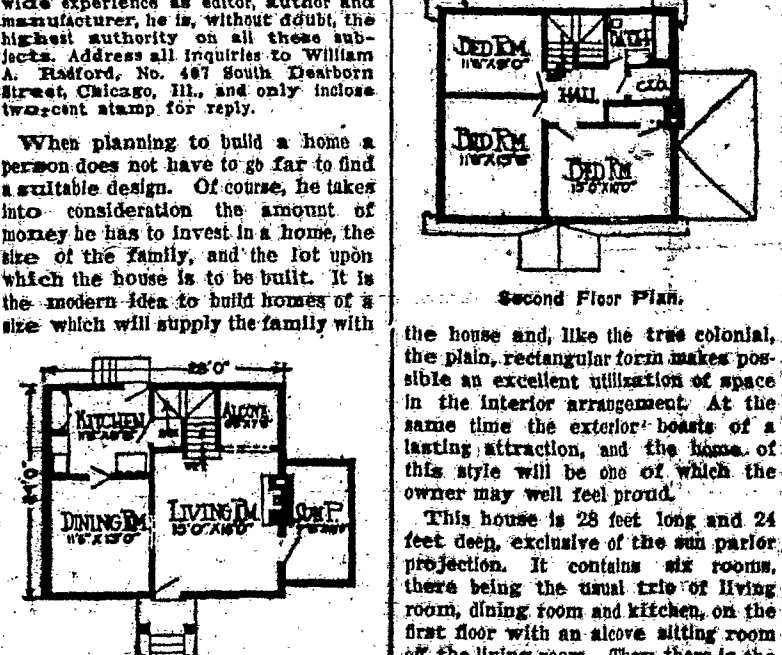 wide experience as editor, author and
manufacturer, he is, without doubt, the
highest authority on all these sub-
jects. Address all inquiries to William
A. Radford, No. 407 South Dearborn
Street, Chicago, Ill., and only inclose
two-cent stamp for reply.
When planning to build a home a
person does not have to go far to find
a suitable design. Of course, he takes
into consideration the amount of
money he has to invest in a home, the
size of the family, and the lot upon
which the house is to be built. It is
the modern idea to build homes of a
size which will supply the family with
28'0"
KITCHEN
ALCOVE
DINING RM.
LIVING RM.
SUN P.
BED RM.
BATH
HALL
BED RM.
BED RM.
Second Floor Plan.
the house and, like the true colonial,
the plain, rectangular form makes pos-
sible an excellent utilization of space
in the interior arrangement. At the
same time the exterior boasts of a
lasting attraction, and the home of
this style will be one of which the
owner may well feel proud.
This house is 28 feet long and 24
feet deep, exclusive of the sun parlor
projection. It contains six rooms,
there being the usual trio of living
room, dining room and kitchen, on the
first floor with an alcove sitting room
off the living room. Then there is the